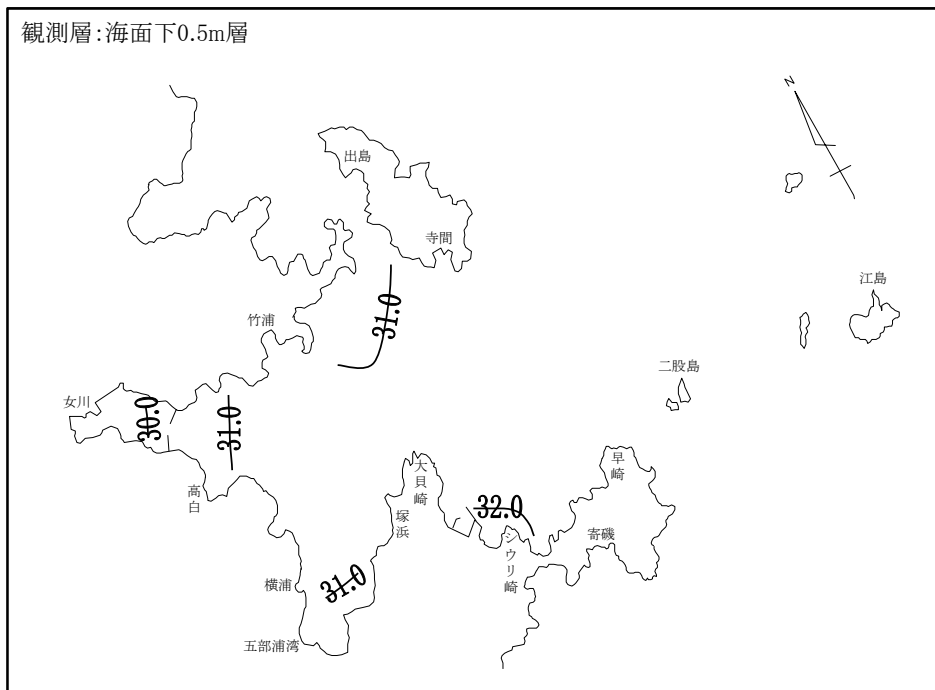 観測層:海面下0.5m層
N
出島
寺間
江島
31.0
竹浦
二股島
女川
30.0
31.0
大貝崎
早崎
高白
32.0
塚浜
シウリ崎
寄磯
31.0
横浦
五部浦湾